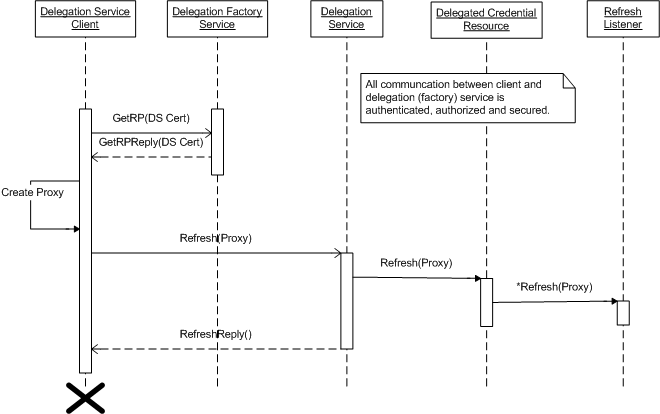 Delegation Service
Client
Delegation Factory
Service
Delegation
Service
Delegated Credential
Resource
Refresh
Listener
All communcation between client and
delegation (factory) service is
authenticated, authorized and secured.
GetRP(DS Cert)
GetRPReply(DS Cert)
Create Proxy
Refresh(Proxy)
Refresh(Proxy)
*Refresh(Proxy)
RefreshReply()